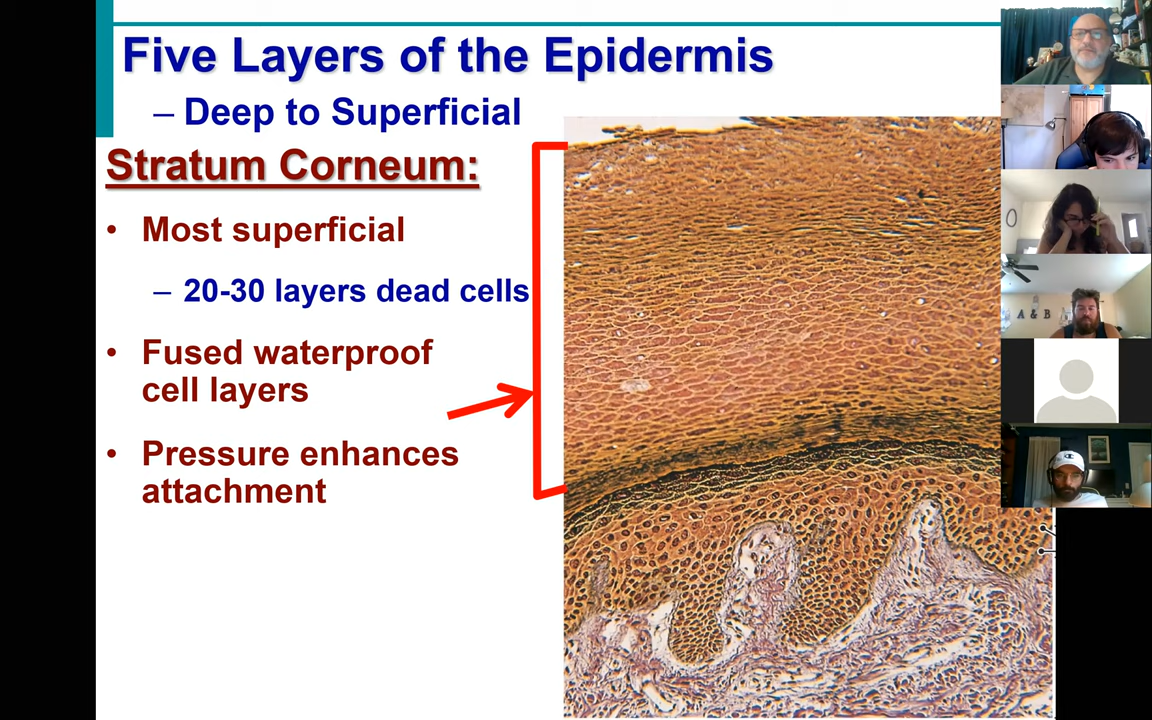 Five Layers of the Epidermis
– Deep to Superficial
Stratum Corneum:
• Most superficial
– 20-30 layers dead cells
• Fused waterproof
cell layers
• Pressure enhances
attachment
A & B